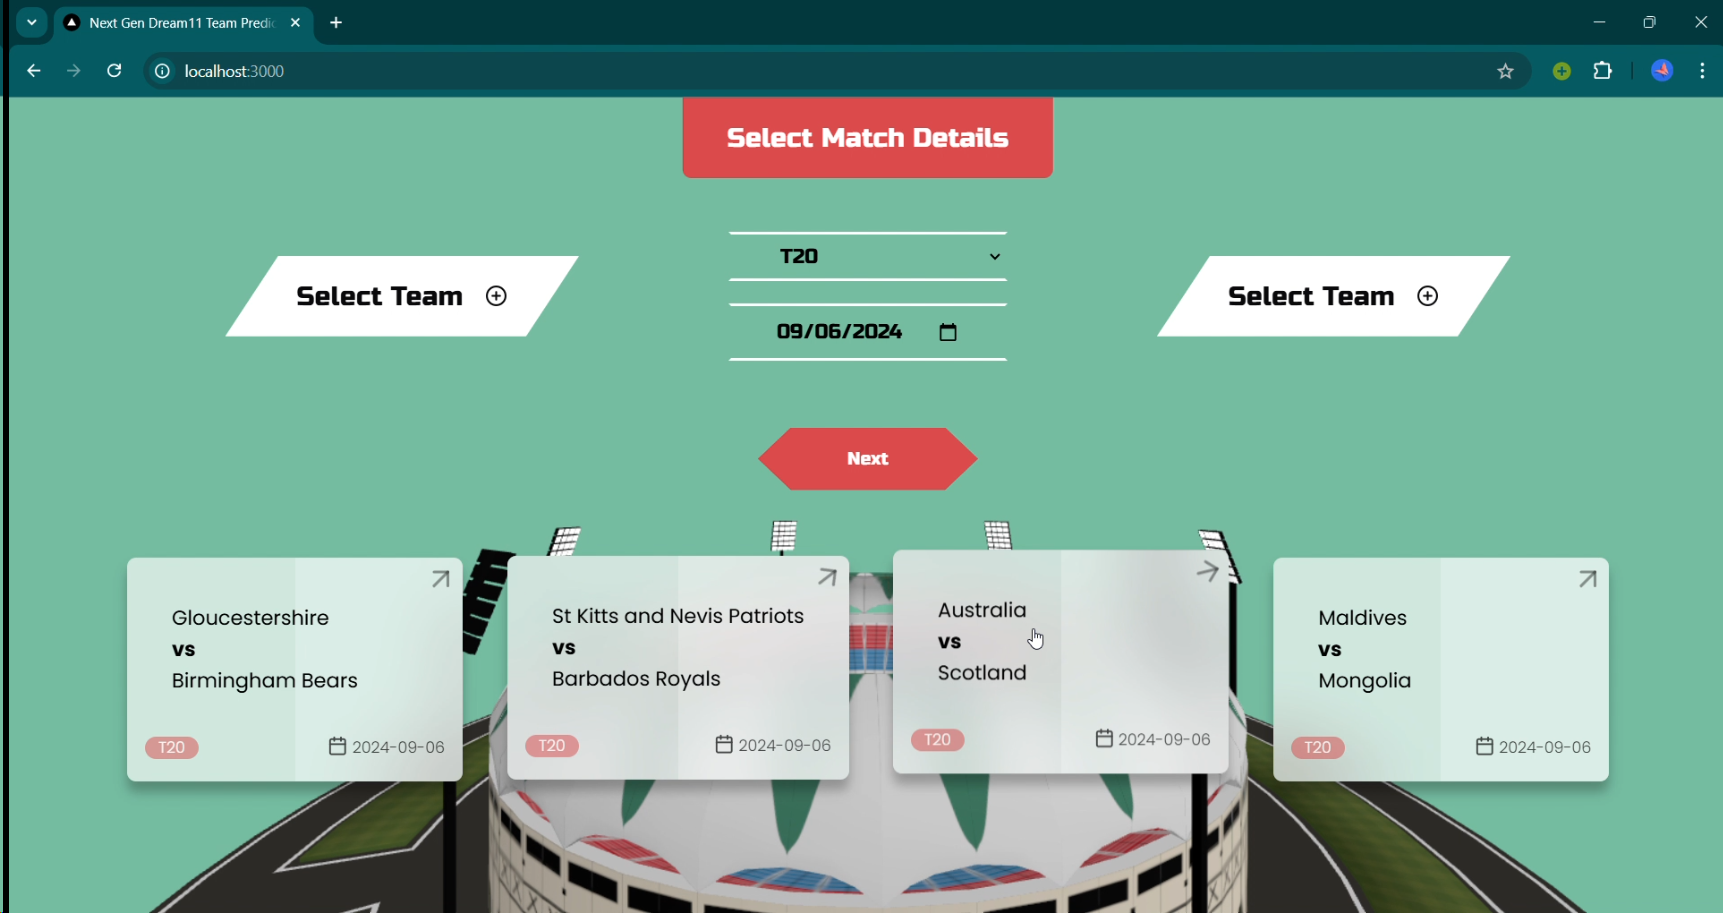 Next Gen Dream11 Team Predic
localhost:3000
Select Match Details
T20
Select Team
09/06/2024
Select Team
Next
Gloucestershire
vs
Birmingham Bears
T20
2024-09-06
St Kitts and Nevis Patriots
vs
Barbados Royals
T20
2024-09-06
Australia
vs
Scotland
T20
2024-09-06
Maldives
vs
Mongolia
T20
2024-09-06